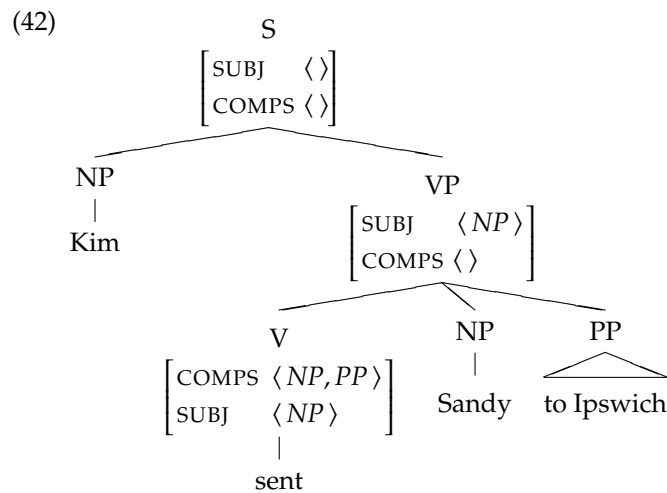 (42)
S
[SUBJ ⟨ ⟩
COMPS ⟨ ⟩]
NP VP
Kim [SUBJ ⟨NP⟩
COMPS ⟨ ⟩]
V NP PP
[COMPS ⟨NP, PP⟩
SUBJ ⟨NP⟩] Sandy to Ipswich
sent